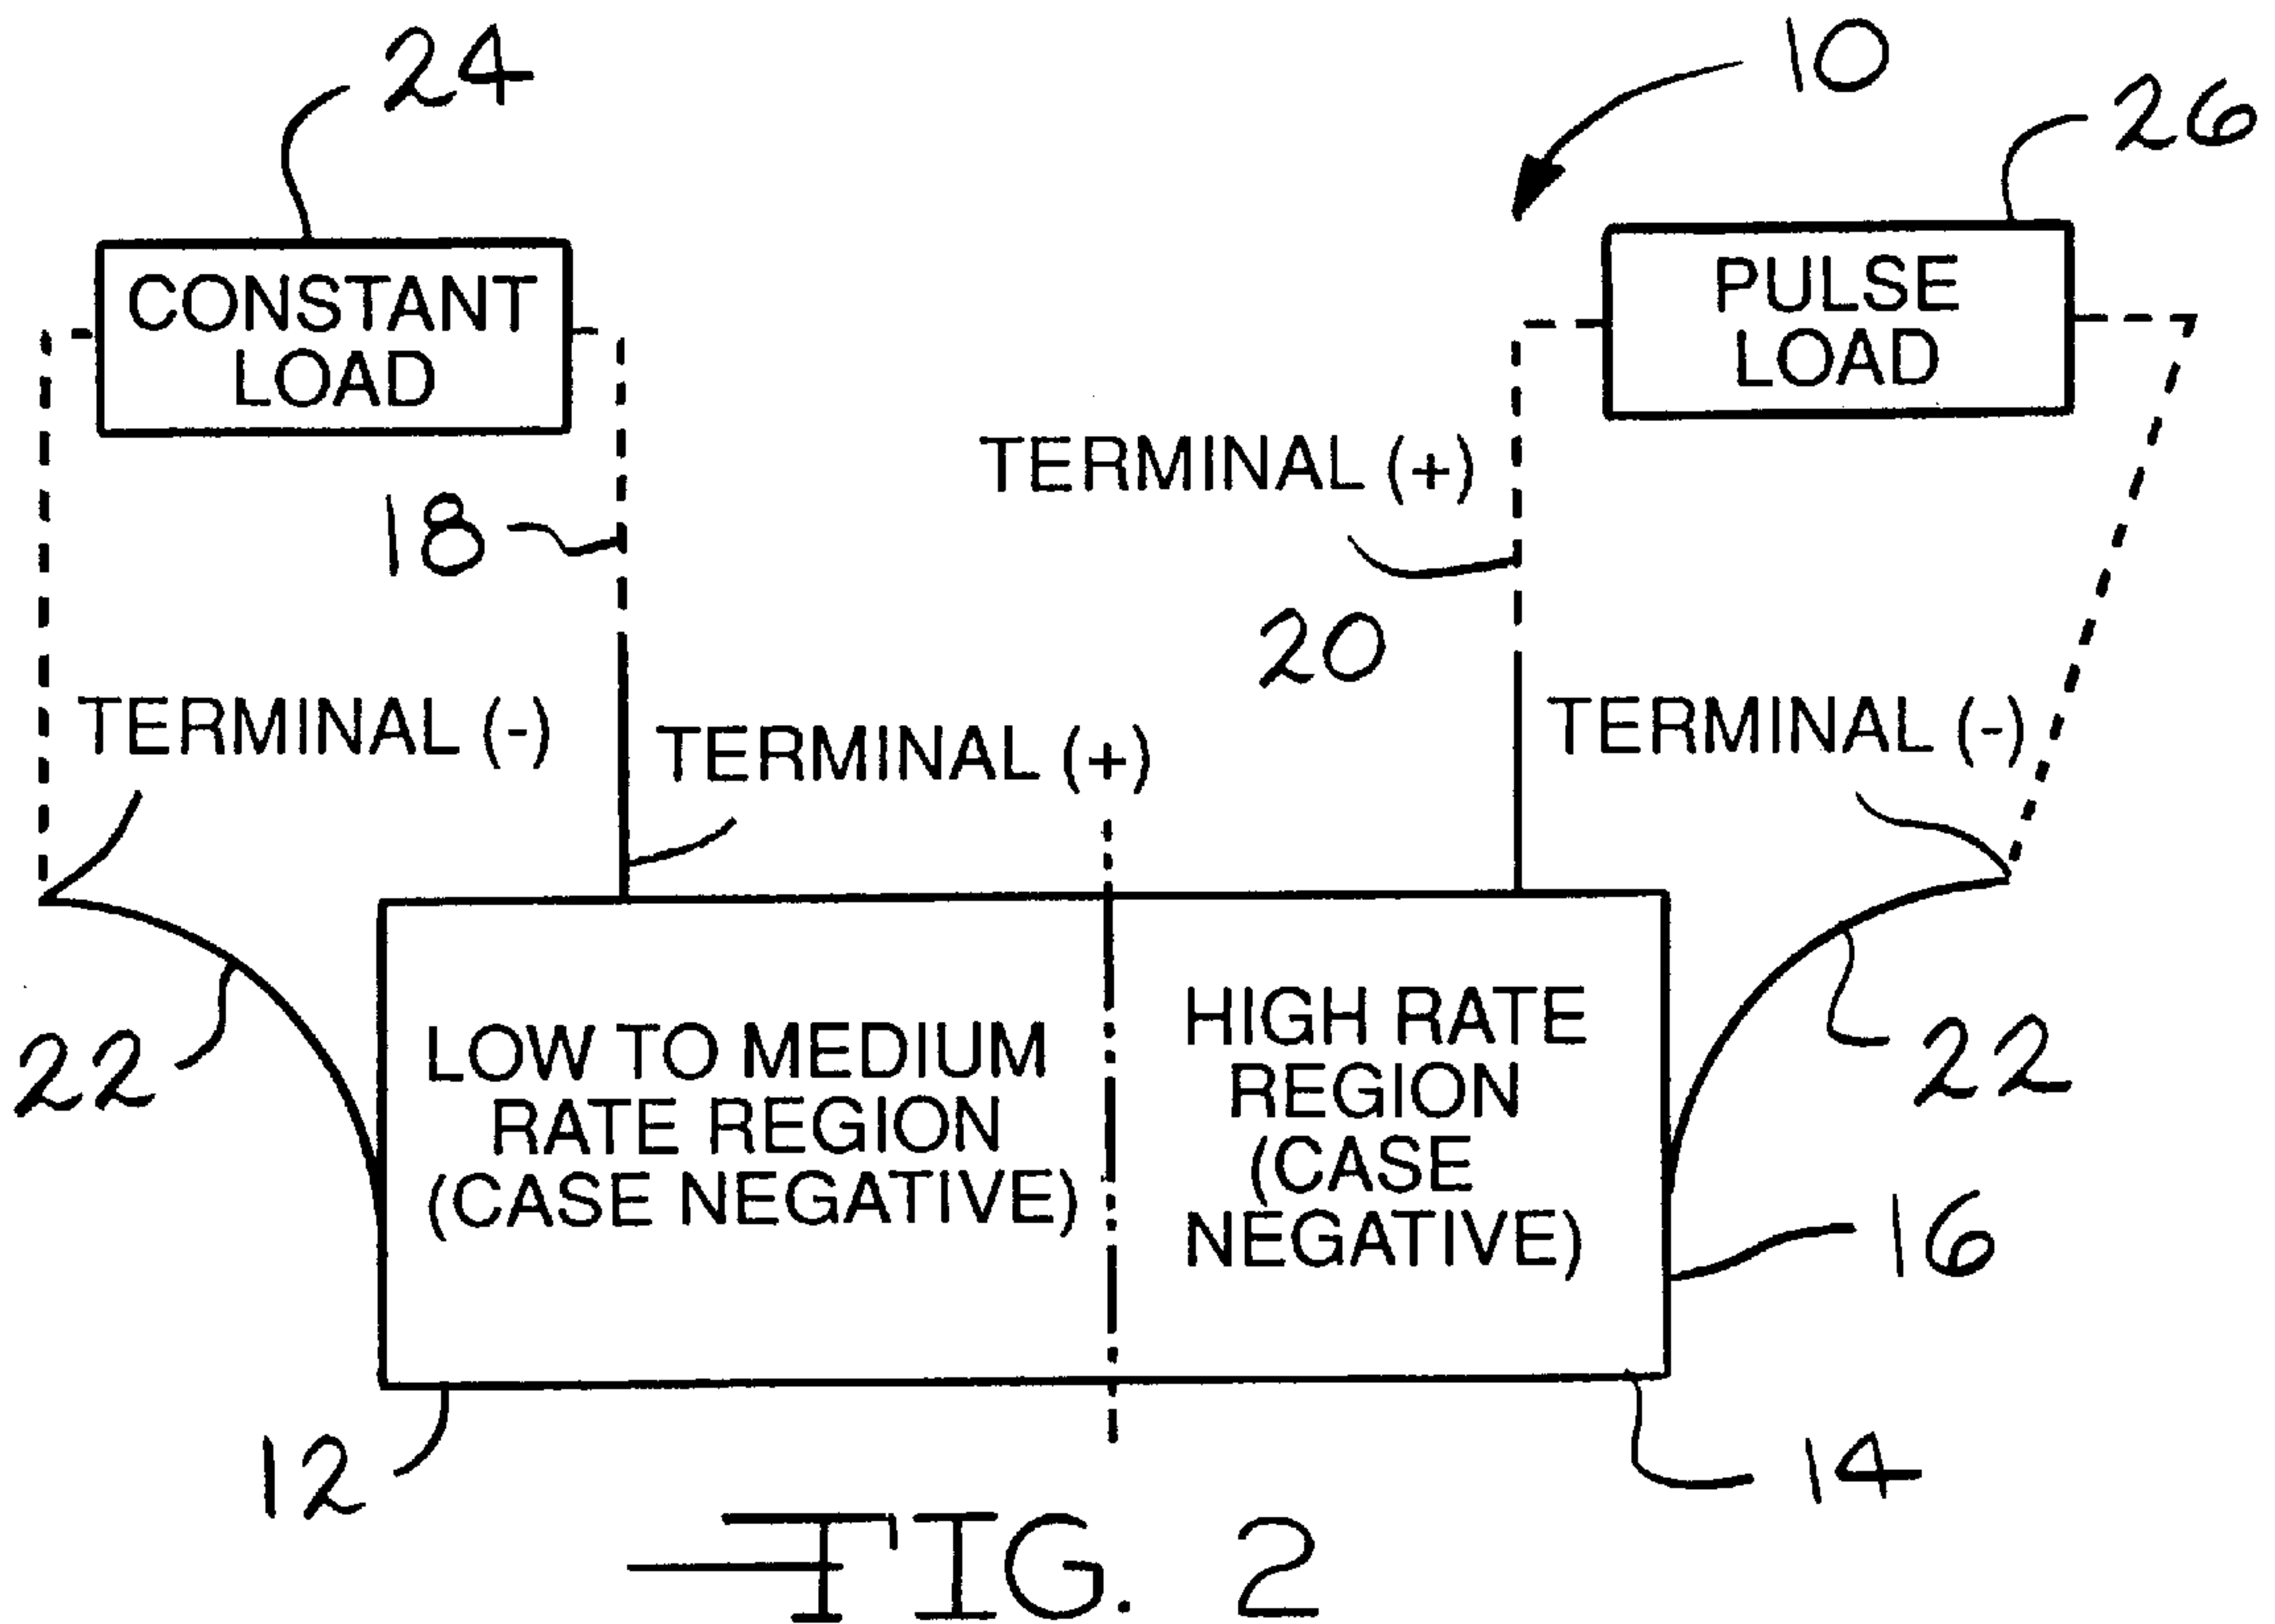 24
10
26
CONSTANT
LOAD
PULSE
LOAD
TERMINAL (+)
18
20
TERMINAL (-)
TERMINAL (+)
TERMINAL (-)
22
LOW TO MEDIUM
RATE REGION
(CASE NEGATIVE)
HIGH RATE
REGION
(CASE
NEGATIVE)
22
16
12
14
FIG. 2